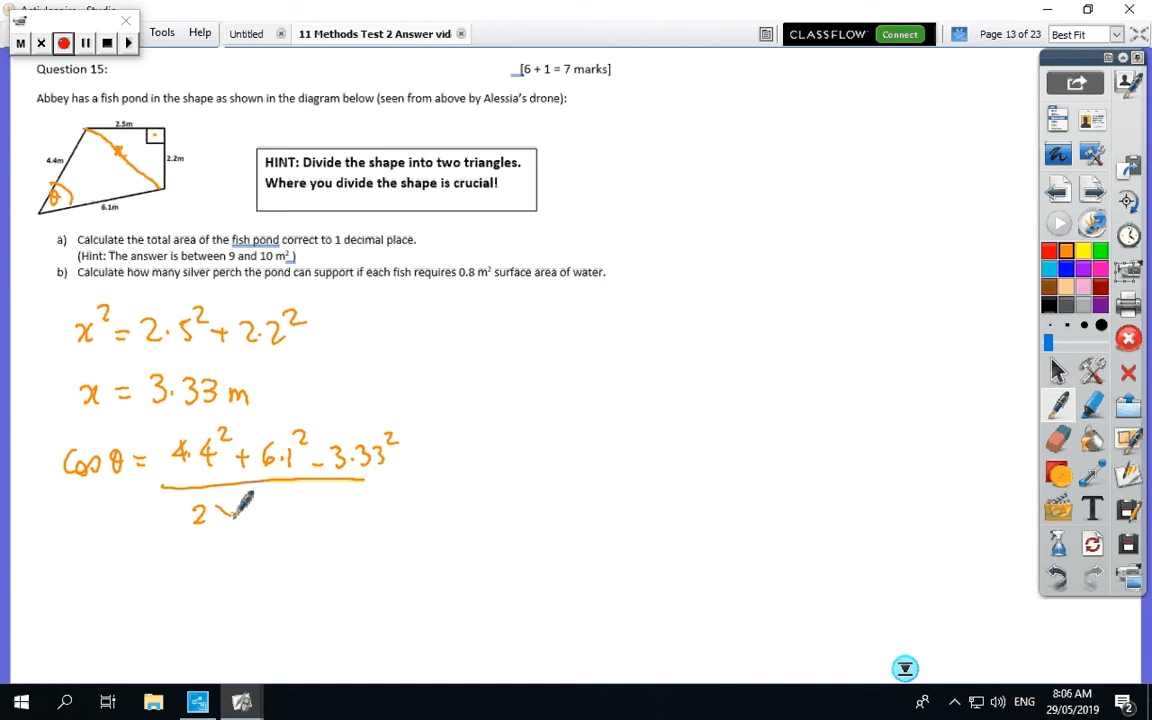 ActivInspire - Studio
M
Tools Help Untitled 11 Methods Test 2 Answer vid
CLASSFLOW Connect
Page 13 of 23 Best Fit
Question 15: [6 + 1 = 7 marks]
Abbey has a fish pond in the shape as shown in the diagram below (seen from above by Alessia's drone):
2.5m
4.4m
2.2m
θ
6.1m
x
HINT: Divide the shape into two triangles.
Where you divide the shape is crucial!
a) Calculate the total area of the fish pond correct to 1 decimal place.
(Hint: The answer is between 9 and 10 m²)
b) Calculate how many silver perch the pond can support if each fish requires 0.8 m² surface area of water.
x² = 2.5² + 2.2²
x = 3.33 m
Cos θ = 4.4² + 6.1² - 3.33²
2
T
ENG
8:06 AM
29/05/2019
2